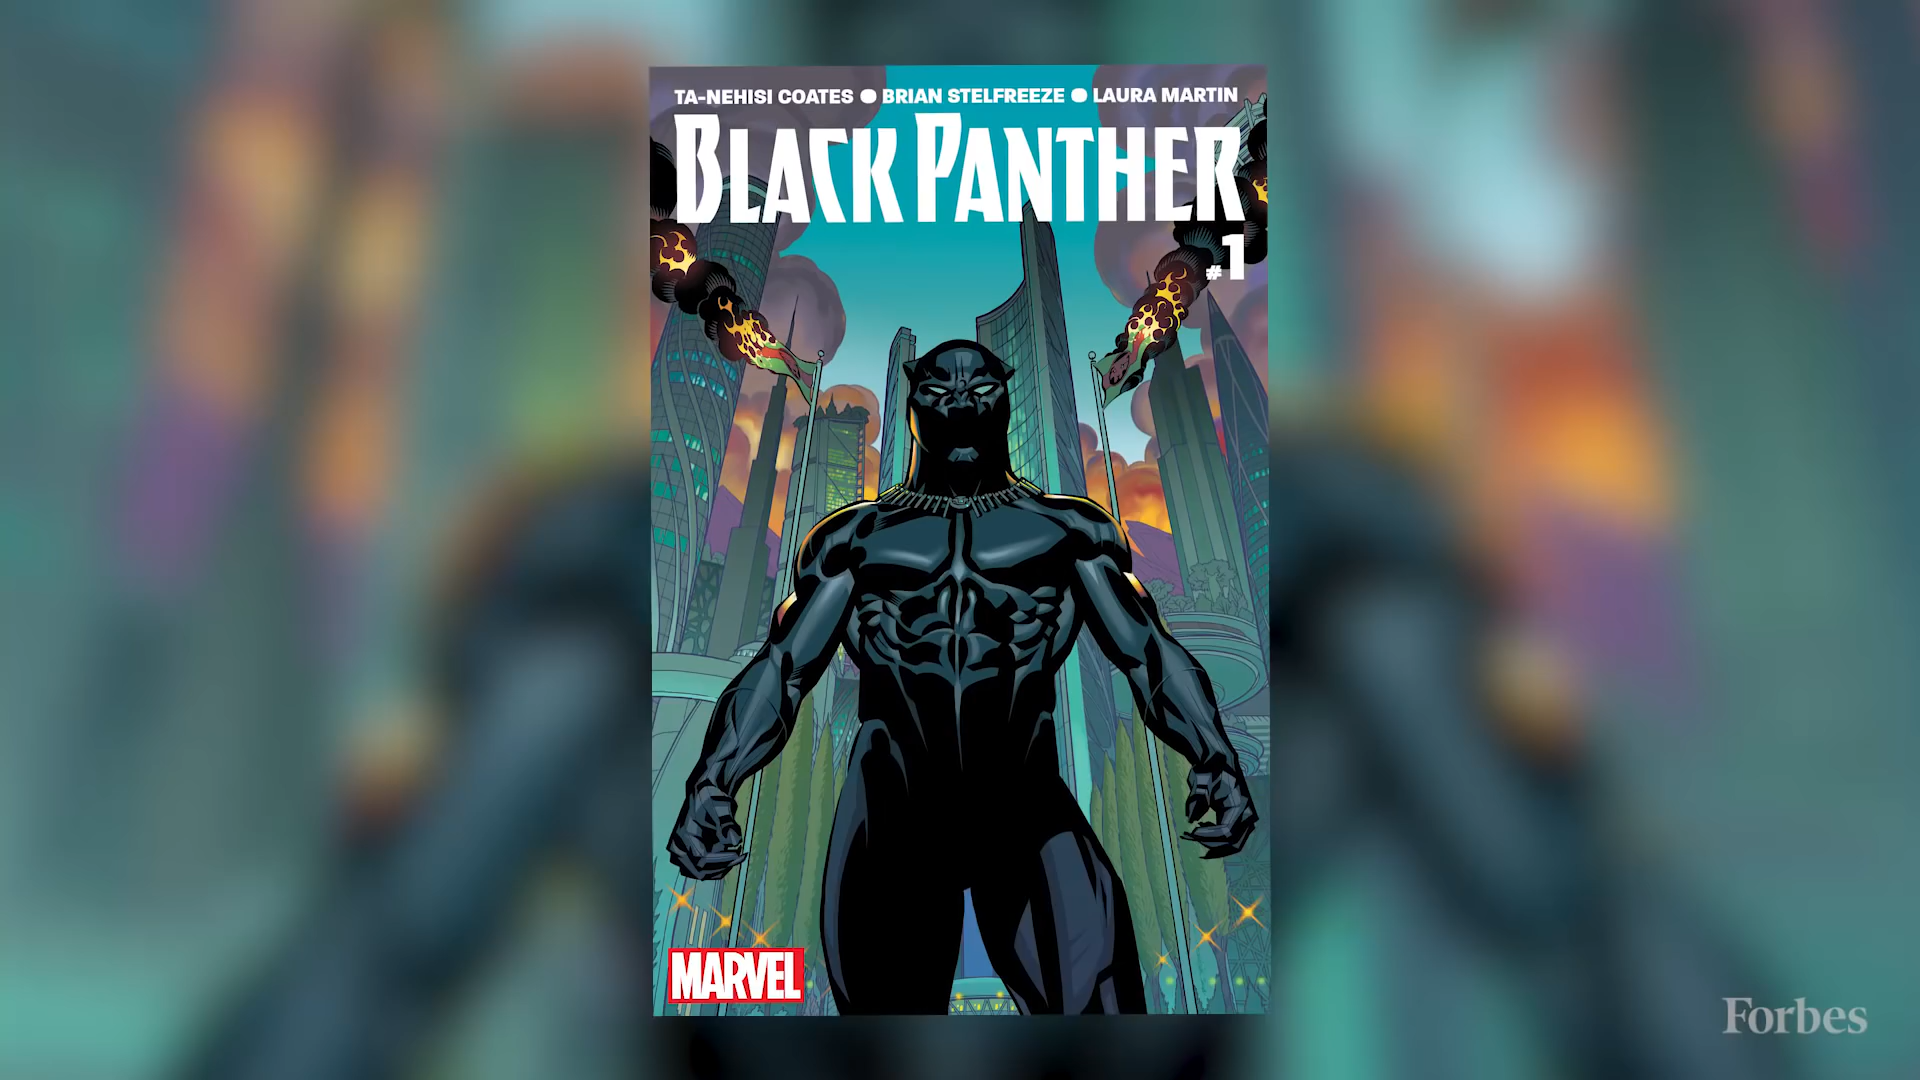 TA-NEHISI COATES ● BRIAN STELFREEZE ● LAURA MARTIN
BLACK PANTHER
#1
MARVEL
Forbes